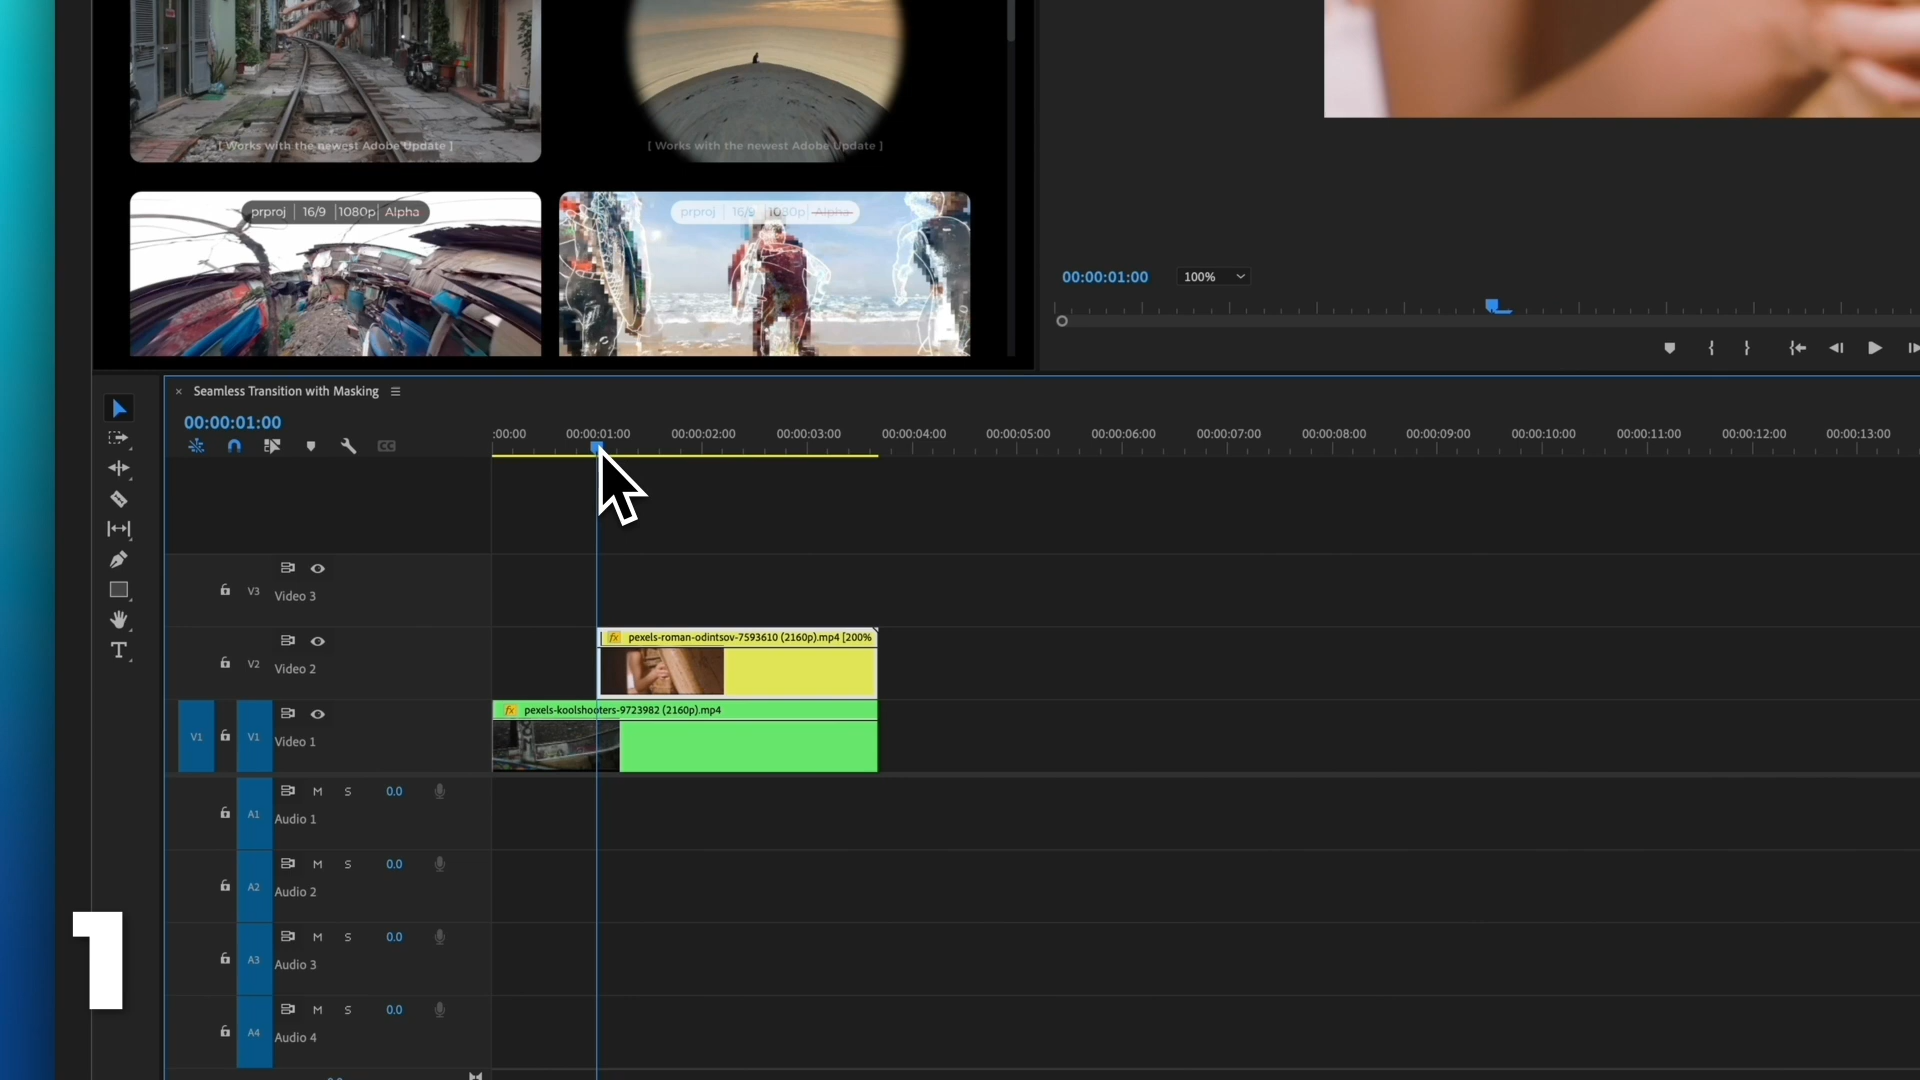 [ Works with the newest Adobe Update ]
[ Works with the newest Adobe Update ]
prproj | 16/9 | 1080p | Alpha
prproj | 16/9 | 1080p | Alpha
00:00:01:00
100%
Seamless Transition with Masking
00:00:01:00
:00:00
00:00:01:00
00:00:02:00
00:00:03:00
00:00:04:00
00:00:05:00
00:00:06:00
00:00:07:00
00:00:08:00
00:00:09:00
00:00:10:00
00:00:11:00
00:00:12:00
00:00:13:00
CC
V3
Video 3
V2
Video 2
fx pexels-roman-odintsov-7593610 (2160p).mp4 [200%
V1
V1
Video 1
fx pexels-koolshooters-9723982 (2160p).mp4
A1
M S 0.0
Audio 1
A2
M S 0.0
Audio 2
A3
M S 0.0
Audio 3
A4
M S 0.0
Audio 4
T
1